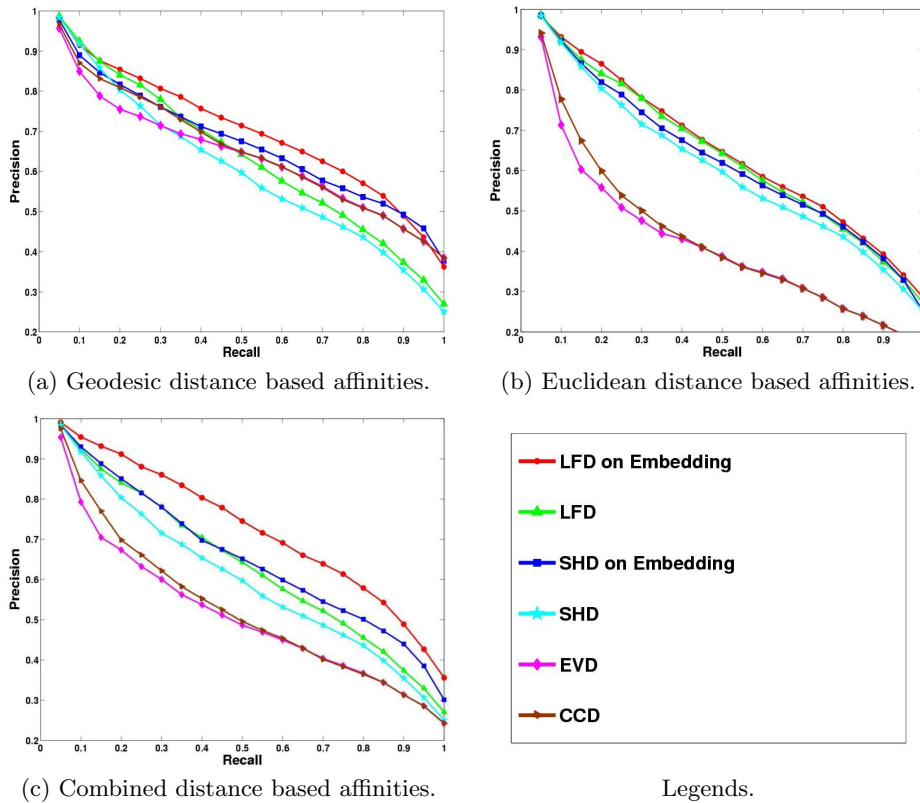 1
0.9
0.8
0.7
0.6
0.5
0.4
0.3
0.2
Precision
0 0.1 0.2 0.3 0.4 0.5 0.6 0.7 0.8 0.9 1
Recall
(a) Geodesic distance based affinities.
1
0.9
0.8
0.7
0.6
0.5
0.4
0.3
0.2
Precision
0 0.1 0.2 0.3 0.4 0.5 0.6 0.7 0.8 0.9
Recall
(b) Euclidean distance based affinities.
1
0.9
0.8
0.7
0.6
0.5
0.4
0.3
0.2
Precision
0 0.1 0.2 0.3 0.4 0.5 0.6 0.7 0.8 0.9 1
Recall
(c) Combined distance based affinities.
LFD on Embedding
LFD
SHD on Embedding
SHD
EVD
CCD
Legends.